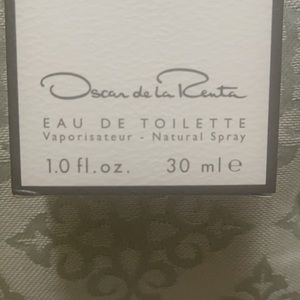 Oscar de la Renta
EAU DE TOILETTE
Vaporisateur - Natural Spray
1.0 fl.oz. 30 ml ℮